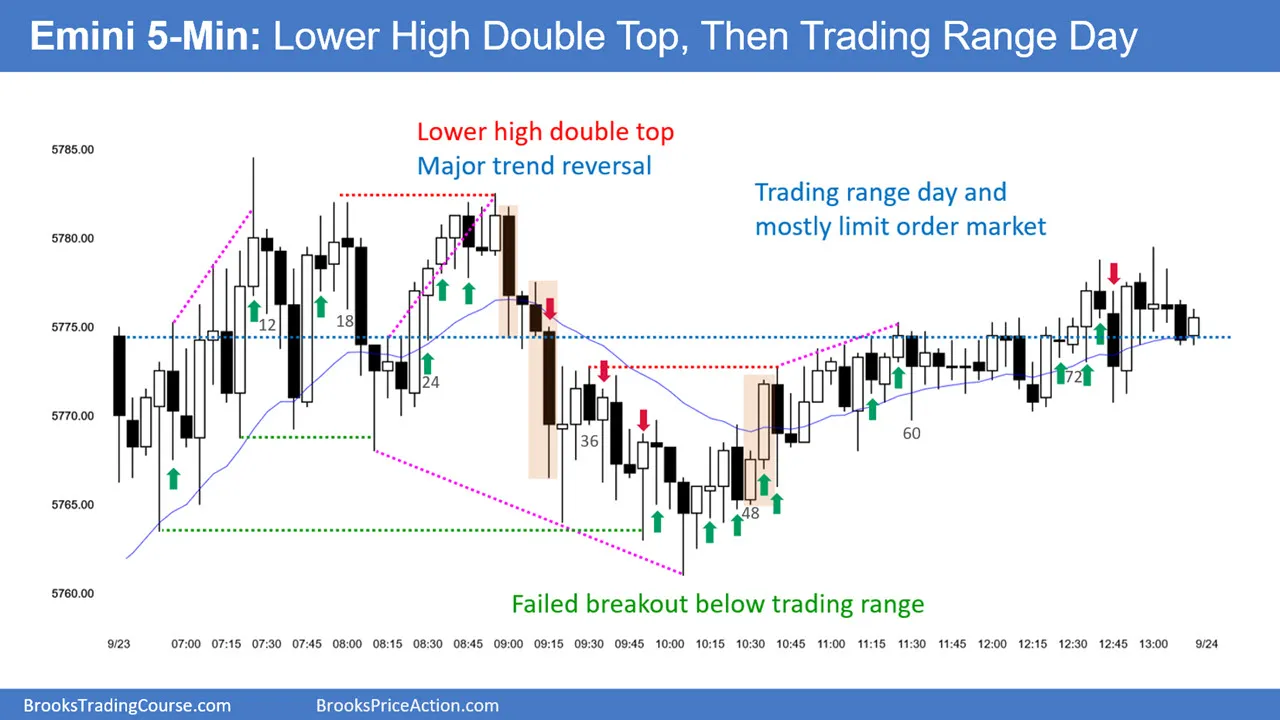 Emini 5-Min: Lower High Double Top, Then Trading Range Day
Lower high double top
Major trend reversal
Trading range day and
mostly limit order market
5785.00
5780.00
5775.00
5770.00
5765.00
5760.00
12
18
24
36
48
60
72
Failed breakout below trading range
9/23 07:00 07:15 07:30 07:45 08:00 08:15 08:30 08:45 09:00 09:15 09:30 09:45 10:00 10:15 10:30 10:45 11:00 11:15 11:30 11:45 12:00 12:15 12:30 12:45 13:00 9/24
BrooksTradingCourse.com BrooksPriceAction.com